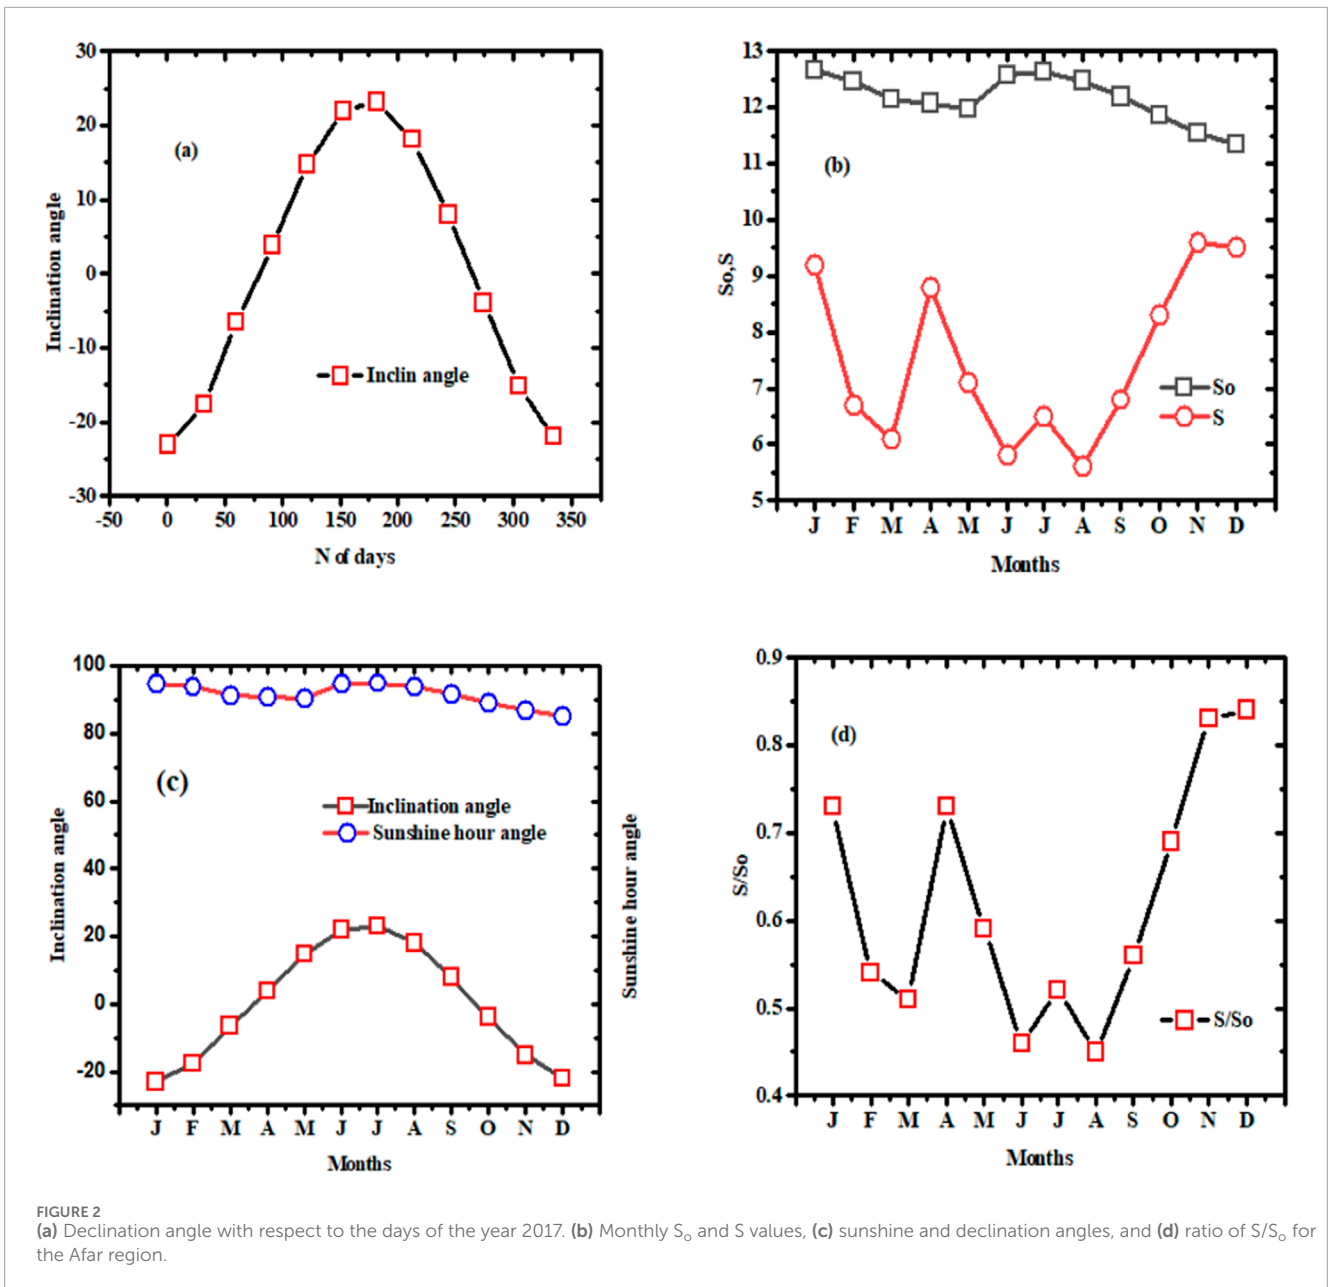 30
20
10
0
-10
-20
-30
(a)
Inclin angle
Inclination angle
-50 0 50 100 150 200 250 300 350
N of days
13
12
11
10
9
8
7
6
5
(b)
So
S
So,S
J F M A M J J A S O N D
Months
100
80
60
40
20
0
-20
(c)
Inclination angle
Sunshine hour angle
Inclination angle
Sunshine hour angle
J F M A M J J A S O N D
Months
0.9
0.8
0.7
0.6
0.5
0.4
(d)
S/So
S/So
J F M A M J J A S O N D
Months
FIGURE 2
(a) Declination angle with respect to the days of the year 2017. (b) Monthly So and S values, (c) sunshine and declination angles, and (d) ratio of S/So for
the Afar region.